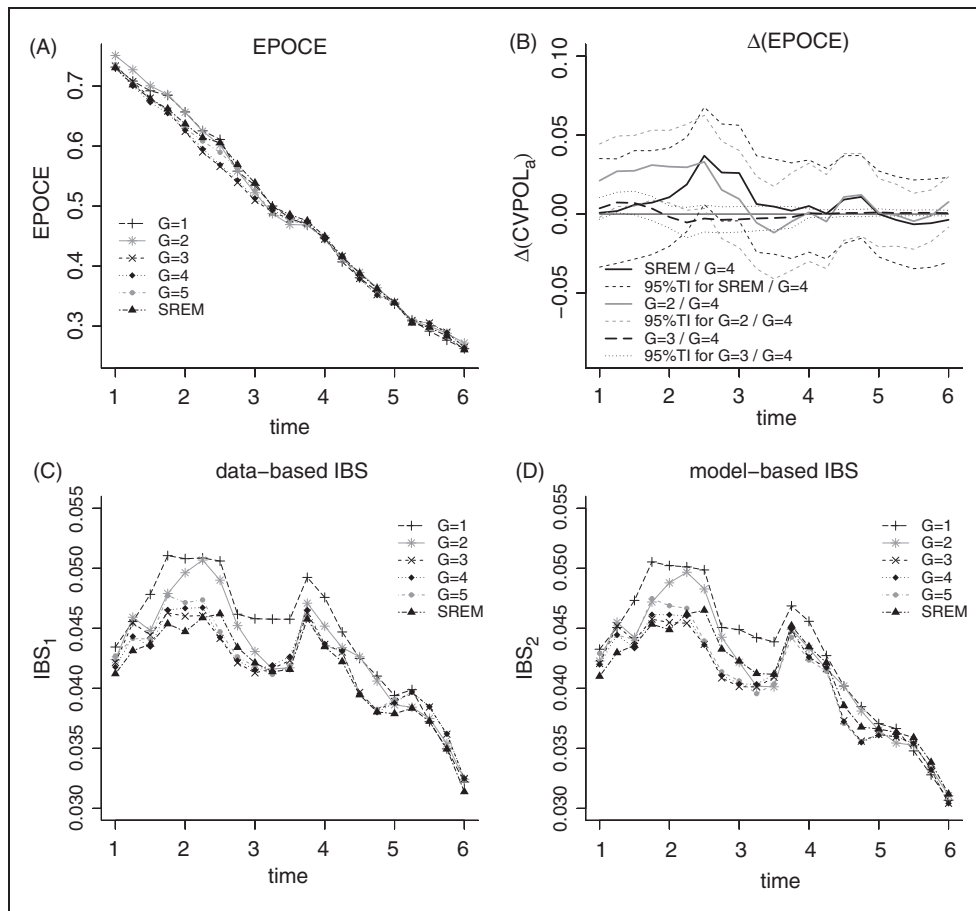 (A)
EPOCE
EPOCE
0.7
0.6
0.5
0.4
0.3
G=1
G=2
G=3
G=4
G=5
SREM
1 2 3 4 5 6
time
(B)
Δ(EPOCE)
Δ(CVPOLa)
0.10
0.05
0.00
−0.05
SREM / G=4
95%TI for SREM / G=4
G=2 / G=4
95%TI for G=2 / G=4
G=3 / G=4
95%TI for G=3 / G=4
1 2 3 4 5 6
time
(C)
data−based IBS
IBS1
0.055
0.050
0.045
0.040
0.035
0.030
G=1
G=2
G=3
G=4
G=5
SREM
1 2 3 4 5 6
time
(D)
model−based IBS
IBS2
0.055
0.050
0.045
0.040
0.035
0.030
G=1
G=2
G=3
G=4
G=5
SREM
1 2 3 4 5 6
time